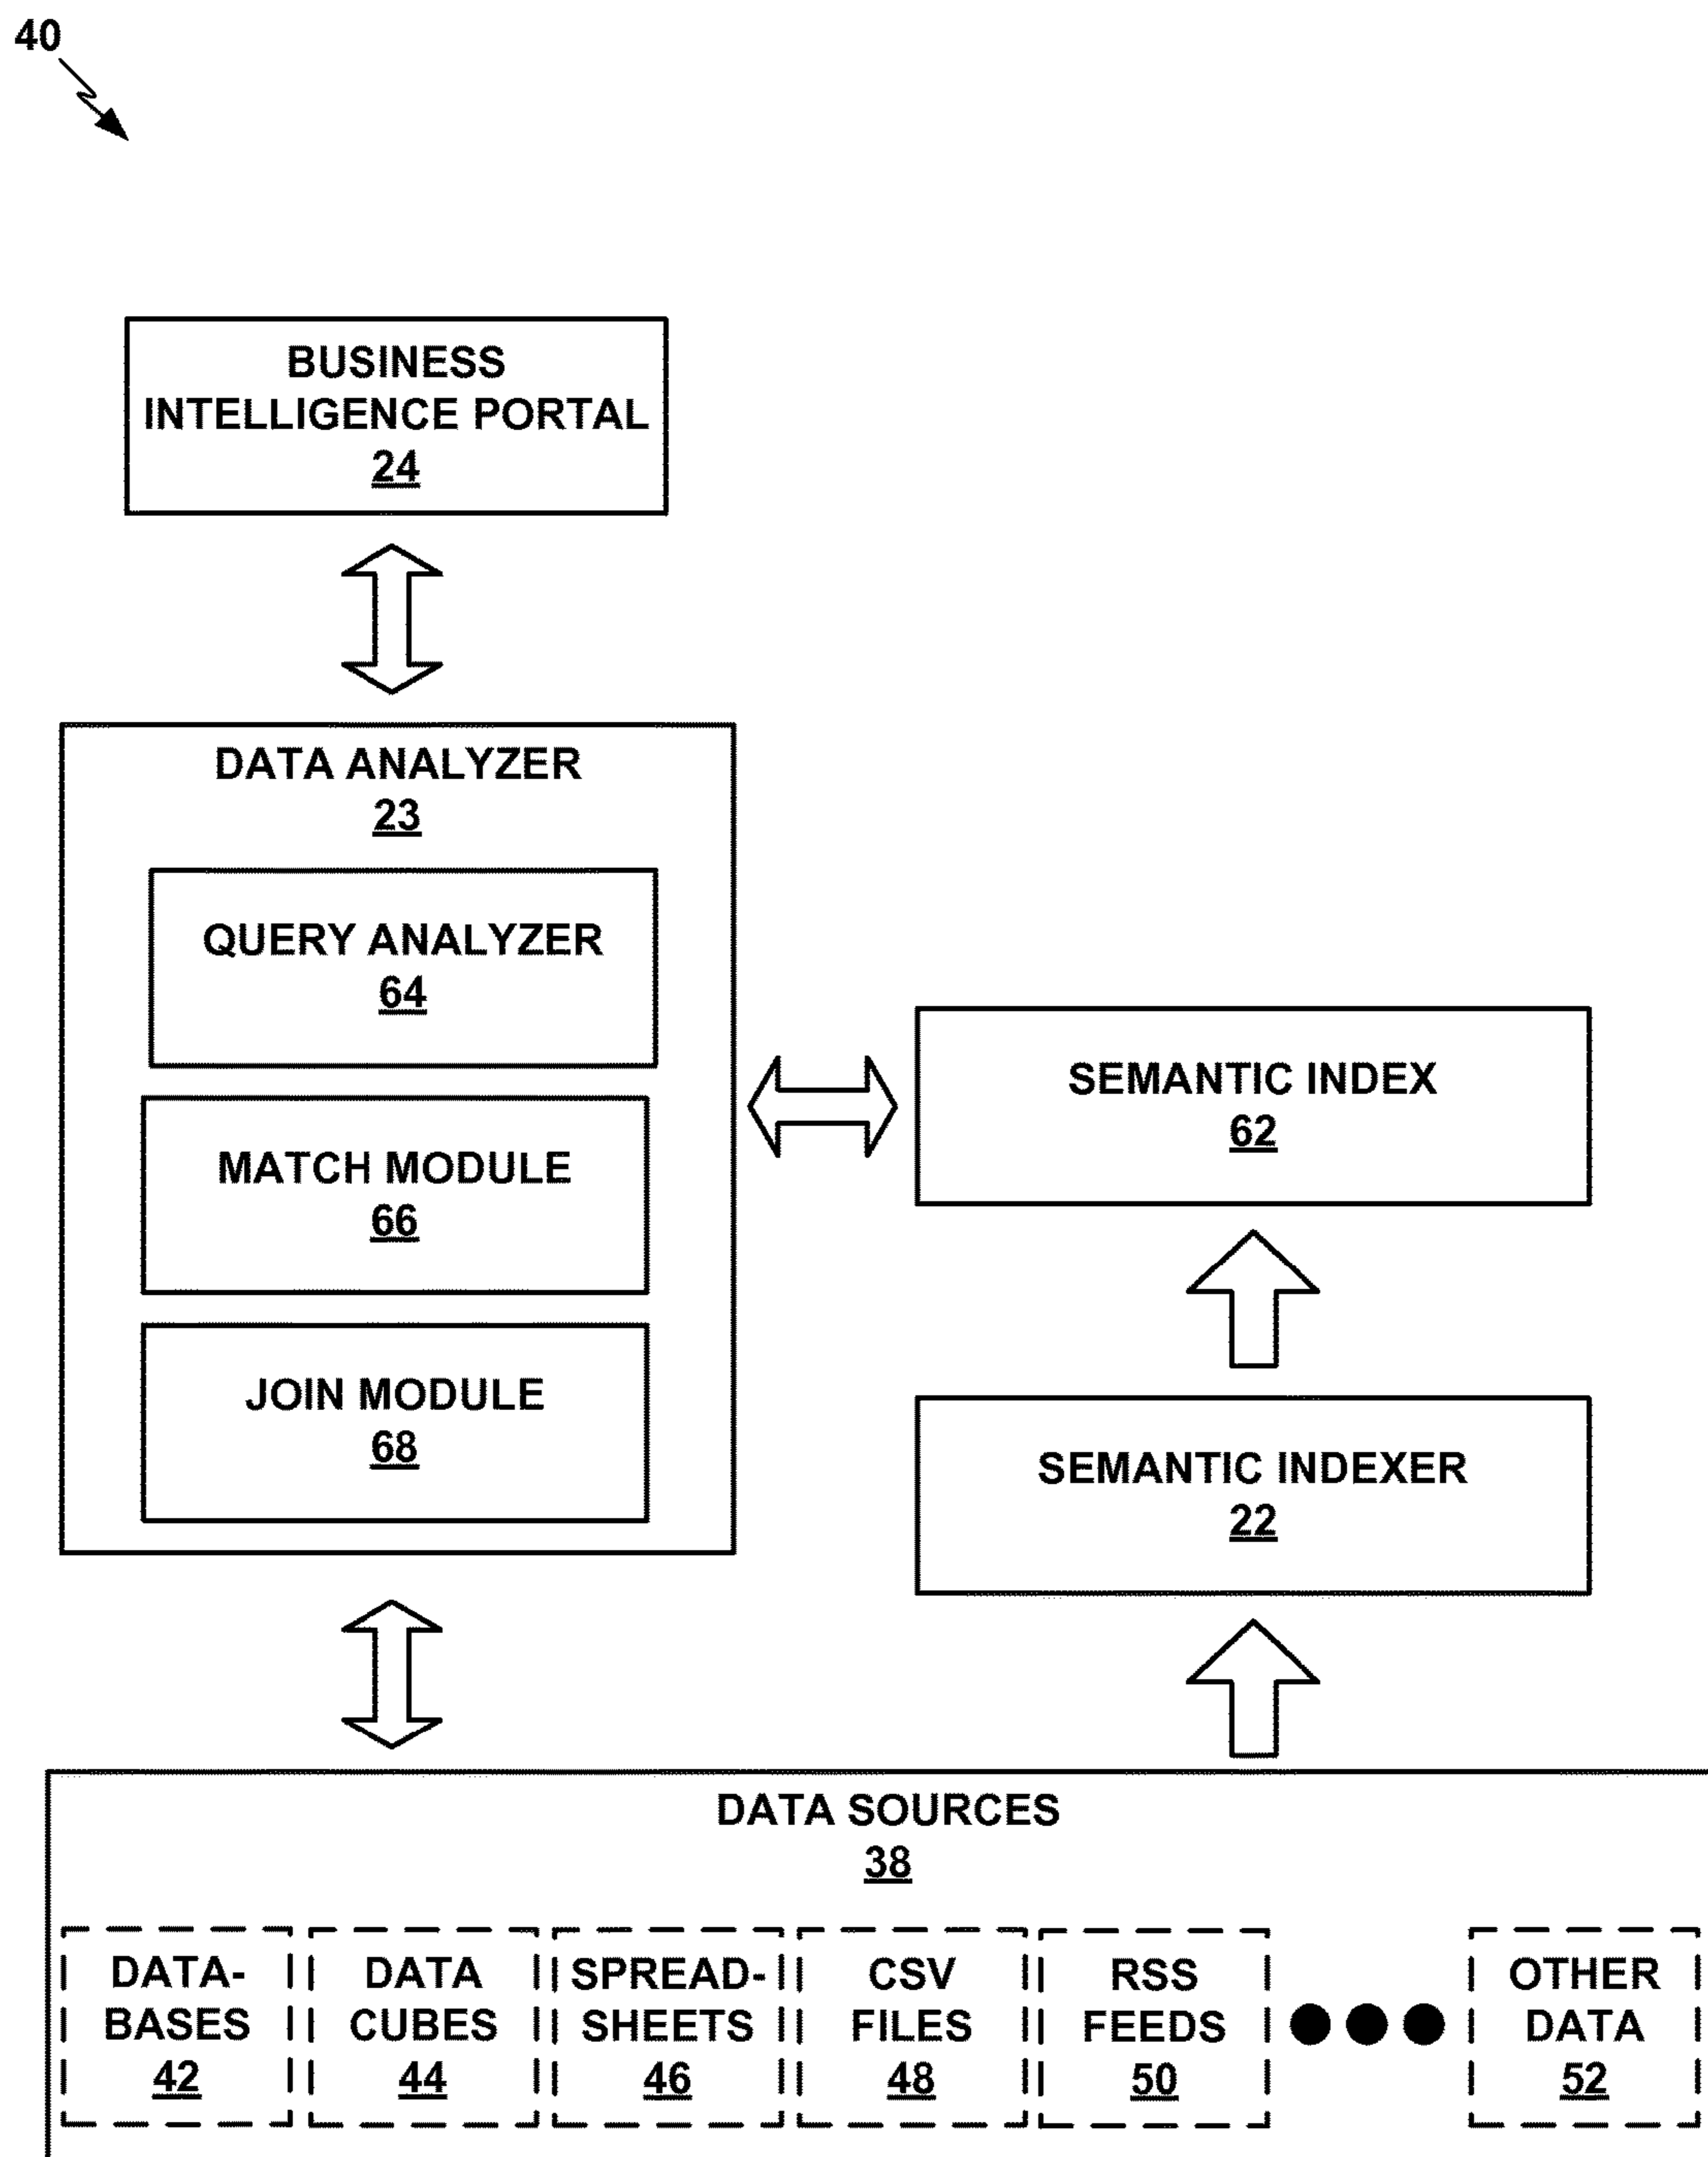 40
BUSINESS
INTELLIGENCE PORTAL
24
DATA ANALYZER
23
QUERY ANALYZER
64
MATCH MODULE
66
JOIN MODULE
68
SEMANTIC INDEX
62
SEMANTIC INDEXER
22
DATA SOURCES
38
DATA-
BASES
42
DATA
CUBES
44
SPREAD-
SHEETS
46
CSV
FILES
48
RSS
FEEDS
50
OTHER
DATA
52